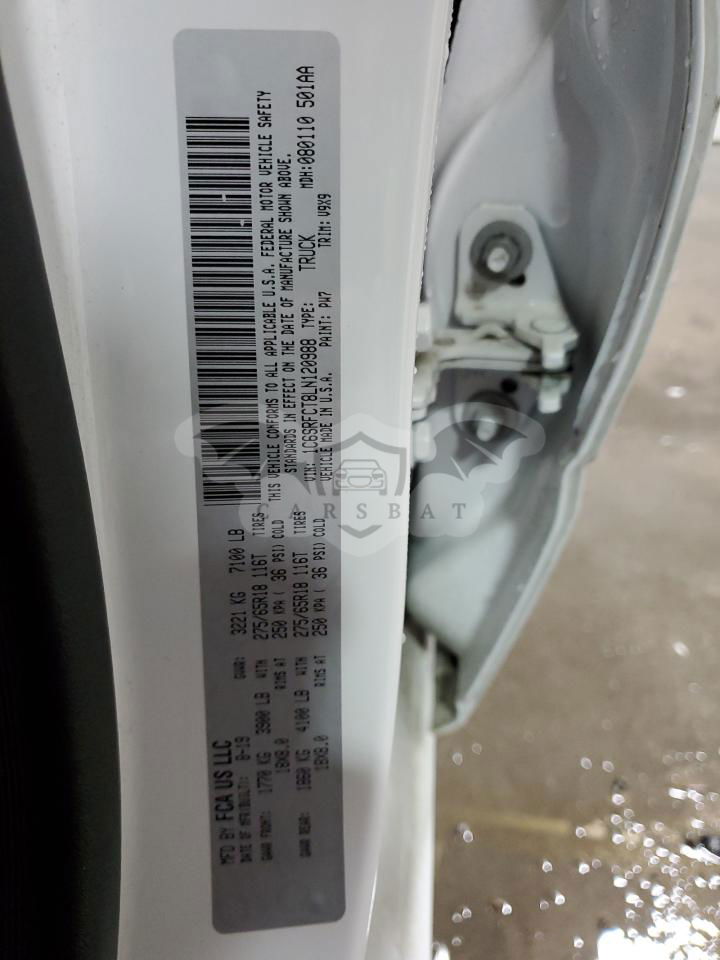 MFD BY FCA US LLC
DATE OF MFR(BUILT): 8-19 GVWR: 3221 KG 7100 LB
GAWR FRONT: 1770 KG 3900 LB WITH 275/65R18 116T TIRES
18X8.0 RIMS AT 250 KPA ( 36 PSI) COLD
GAWR REAR: 1860 KG 4100 LB WITH 275/65R18 116T TIRES
18X8.0 RIMS AT 250 KPA ( 36 PSI) COLD
THIS VEHICLE CONFORMS TO ALL APPLICABLE U.S.A. FEDERAL MOTOR VEHICLE SAFETY
STANDARDS IN EFFECT ON THE DATE OF MANUFACTURE SHOWN ABOVE.
VIN: 1C6SRFCT8LN120988 TYPE: TRUCK MDH:080110 501AA
VEHICLE MADE IN U.S.A. PAINT: PW7 TRIM: V9X9
CARSBAT